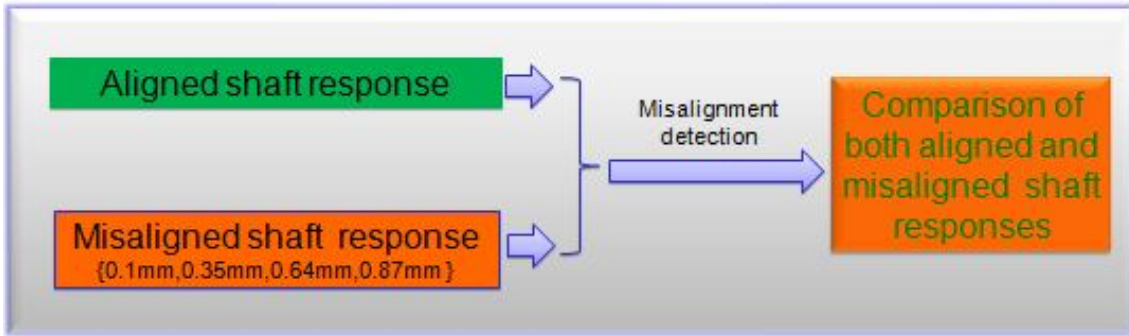 Aligned shaft response
Misaligned shaft response
{0.1mm,0.35mm,0.64mm,0.87mm }
Misalignment
detection
Comparison of
both aligned and
misaligned shaft
responses